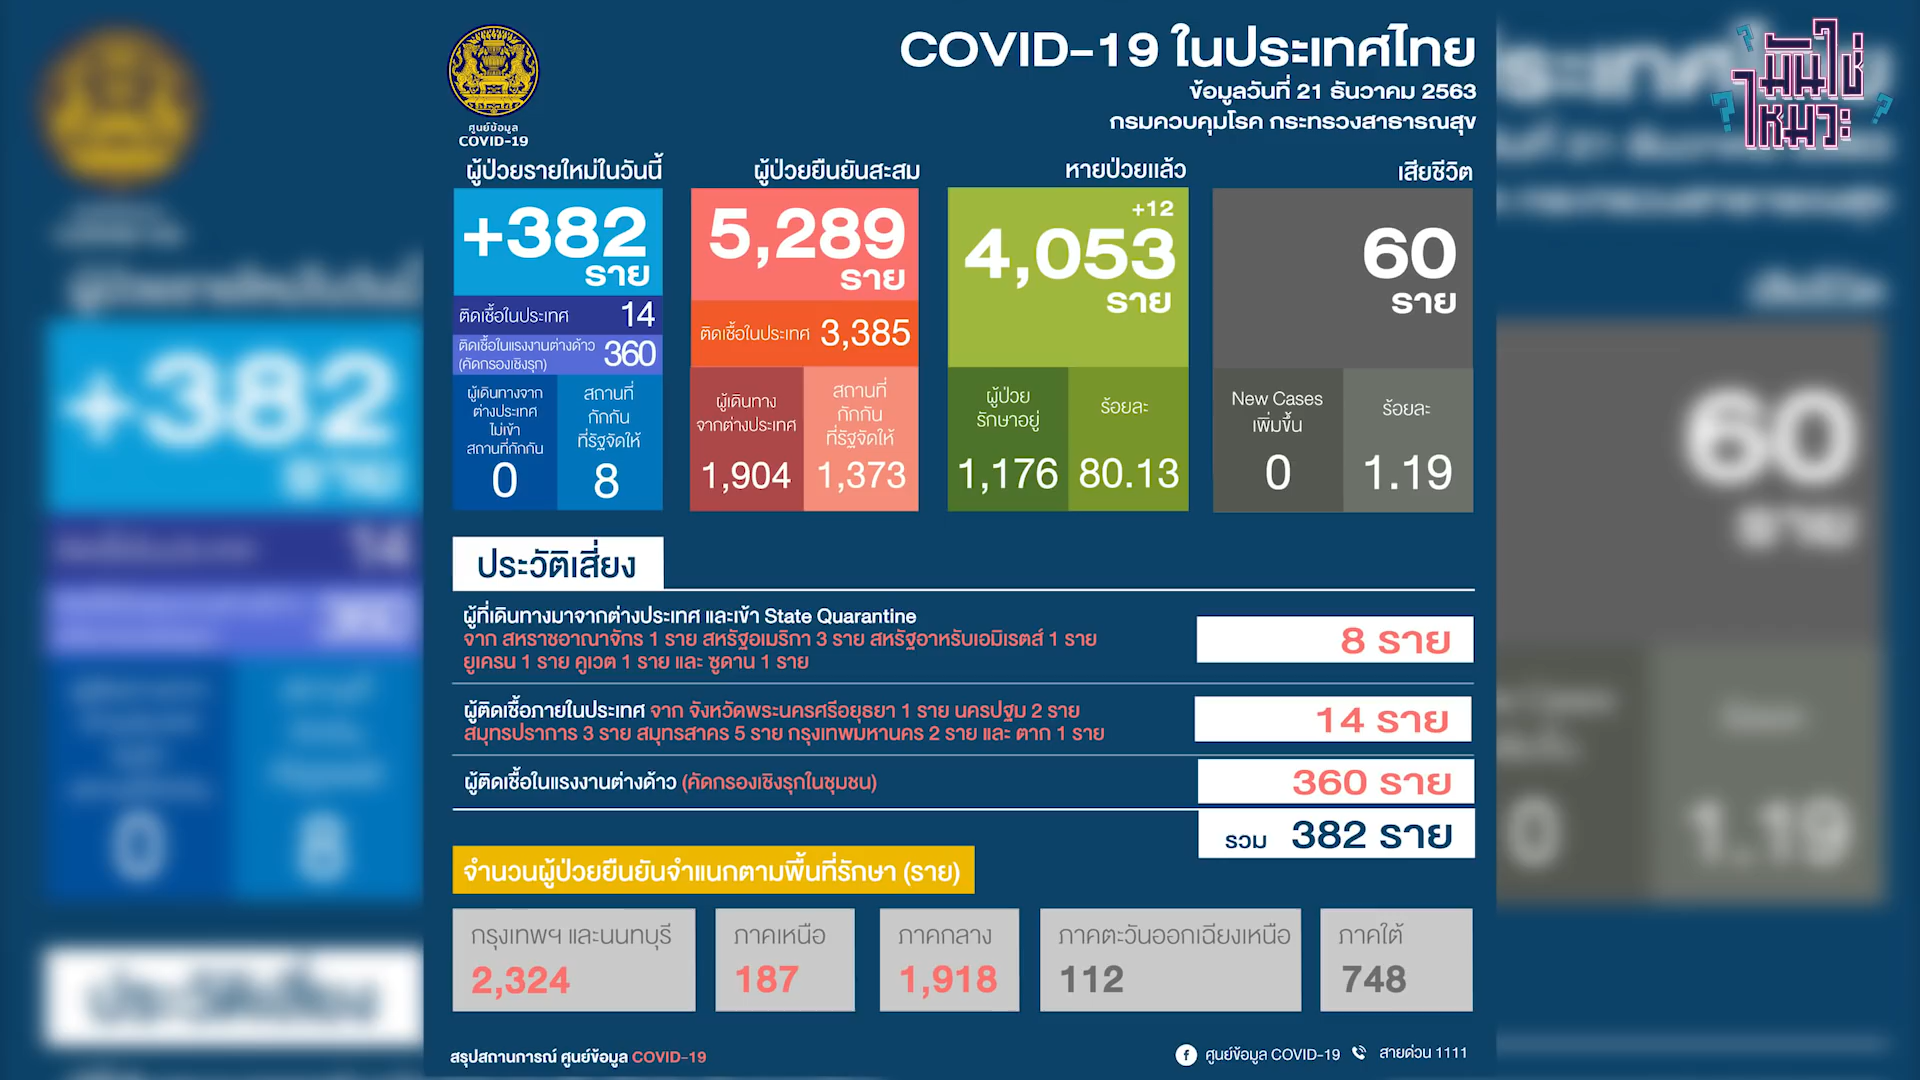 COVID-19 ในประเทศไทย
ข้อมูลวันที่ 21 ธันวาคม 2563
กรมควบคุมโรค กระทรวงสาธารณสุข
ศูนย์ข้อมูล
COVID-19
มันใช่
ไหมวะ
ผู้ป่วยรายใหม่ในวันนี้
+382
ราย
ติดเชื้อในประเทศ 14
ติดเชื้อในแรงงานต่างด้าว
(คัดกรองเชิงรุก)
360
ผู้เดินทางจาก
ต่างประเทศ
ไม่เข้า
สถานที่กักกัน
0
สถานที่
กักกัน
ที่รัฐจัดให้
8
ผู้ป่วยยืนยันสะสม
5,289
ราย
ติดเชื้อในประเทศ 3,385
ผู้เดินทาง
จากต่างประเทศ
1,904
สถานที่
กักกัน
ที่รัฐจัดให้
1,373
หายป่วยแล้ว
+12
4,053
ราย
ผู้ป่วย
รักษาอยู่
1,176
ร้อยละ
80.13
เสียชีวิต
60
ราย
New Cases
เพิ่มขึ้น
0
ร้อยละ
1.19
ประวัติเสี่ยง
ผู้ที่เดินทางมาจากต่างประเทศ และเข้า State Quarantine
จาก สหราชอาณาจักร 1 ราย สหรัฐอเมริกา 3 ราย สหรัฐอาหรับเอมิเรตส์ 1 ราย
ยูเครน 1 ราย คูเวต 1 ราย และ ซูดาน 1 ราย
8 ราย
ผู้ติดเชื้อภายในประเทศ จาก จังหวัดพระนครศรีอยุธยา 1 ราย นครปฐม 2 ราย
สมุทรปราการ 3 ราย สมุทรสาคร 5 ราย กรุงเทพมหานคร 2 ราย และ ตาก 1 ราย
14 ราย
ผู้ติดเชื้อในแรงงานต่างด้าว (คัดกรองเชิงรุกในชุมชน)
360 ราย
รวม 382 ราย
จำนวนผู้ป่วยยืนยันจำแนกตามพื้นที่รักษา (ราย)
กรุงเทพฯ และนนทบุรี
2,324
ภาคเหนือ
187
ภาคกลาง
1,918
ภาคตะวันออกเฉียงเหนือ
112
ภาคใต้
748
สรุปสถานการณ์ ศูนย์ข้อมูล COVID-19
ศูนย์ข้อมูล COVID-19 สายด่วน 1111